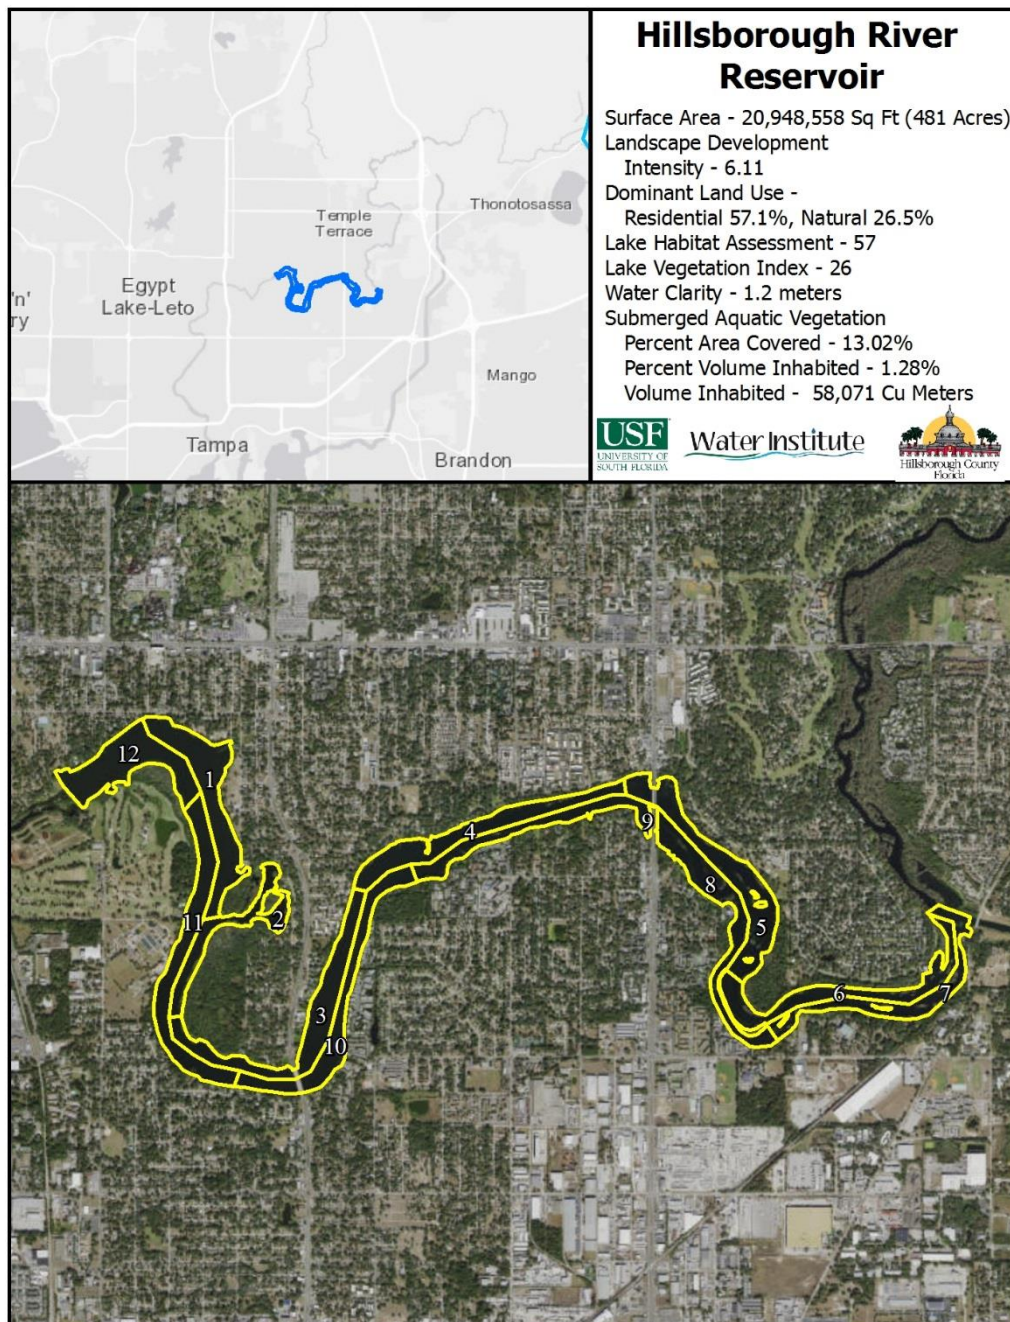 Hillsborough River
Reservoir
Surface Area - 20,948,558 Sq Ft (481 Acres)
Landscape Development
Intensity - 6.11
Dominant Land Use -
Residential 57.1%, Natural 26.5%
Lake Habitat Assessment - 57
Lake Vegetation Index - 26
Water Clarity - 1.2 meters
Submerged Aquatic Vegetation
Percent Area Covered - 13.02%
Percent Volume Inhabited - 1.28%
Volume Inhabited - 58,071 Cu Meters
USF
UNIVERSITY OF
SOUTH FLORIDA
Water Institute
Hillsborough County
Florida
Temple
Terrace
Thonotosassa
Egypt
Lake-Leto
'n'
ry
Mango
Tampa
Brandon
12
1
4
9
8
2
11
5
6
7
3
10